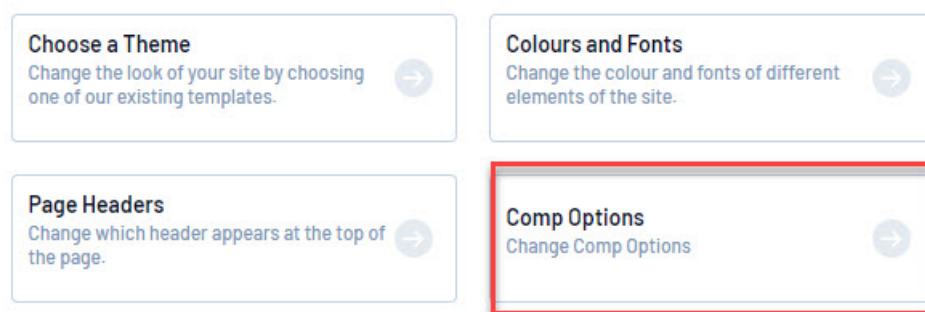 Choose a Theme
Change the look of your site by choosing
one of our existing templates.
Colours and Fonts
Change the colour and fonts of different
elements of the site.
Page Headers
Change which header appears at the top of
the page.
Comp Options
Change Comp Options